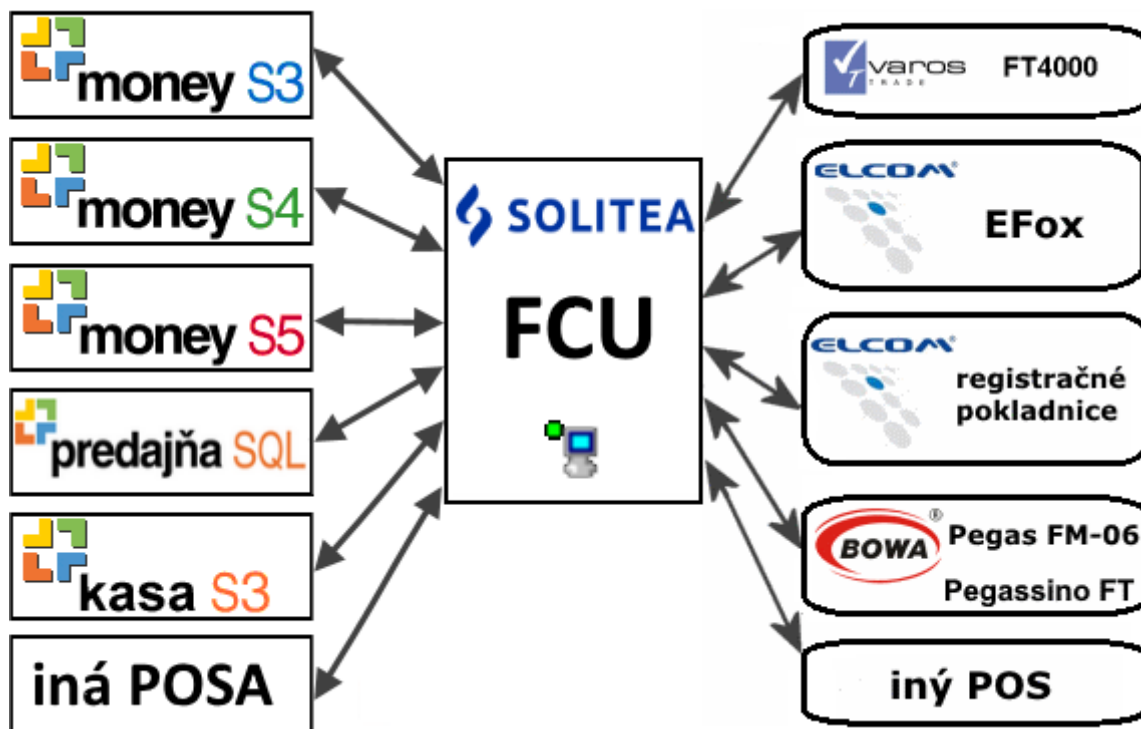 money S3
money S4
money S5
predajňa SQL
kasa S3
iná POSA
SOLITEA
FCU
varos
TRADE
FT4000
ELCOM®
EFox
ELCOM®
registračné
pokladnice
BOWA®
Pegas FM-06
Pegassino FT
iný POS